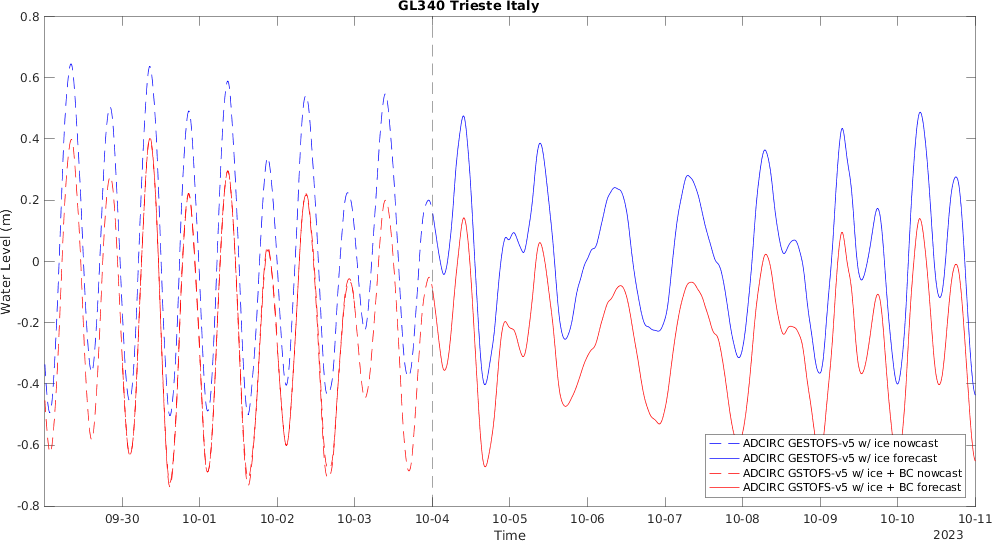 GL340 Trieste Italy
0.8
0.6
0.4
0.2
0
-0.2
-0.4
-0.6
-0.8
Water Level (m)
ADCIRC GESTOFS-v5 w/ ice nowcast
ADCIRC GESTOFS-v5 w/ ice forecast
ADCIRC GSTOFS-v5 w/ ice + BC nowcast
ADCIRC GSTOFS-v5 w/ ice + BC forecast
09-30 10-01 10-02 10-03 10-04 10-05 10-06 10-07 10-08 10-09 10-10 10-11
Time
2023